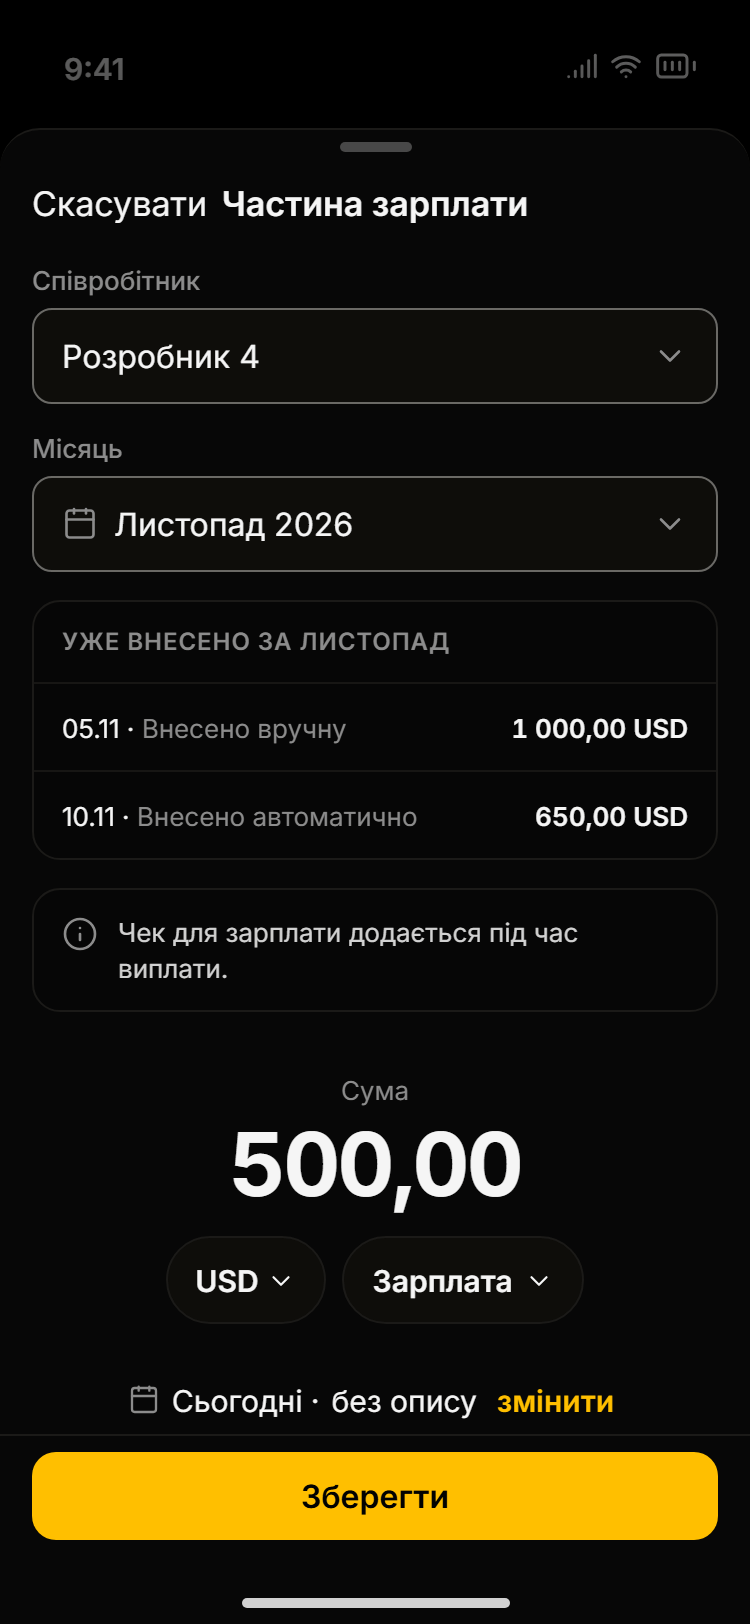 9:41
Скасувати Частина зарплати
Співробітник
Розробник 4
Місяць
Листопад 2026
УЖЕ ВНЕСЕНО ЗА ЛИСТОПАД
05.11 · Внесено вручну 1 000,00 USD
10.11 · Внесено автоматично 650,00 USD
Чек для зарплати додається під час
виплати.
Сума
500,00
USD Зарплата
Сьогодні · без опису змінити
Зберегти